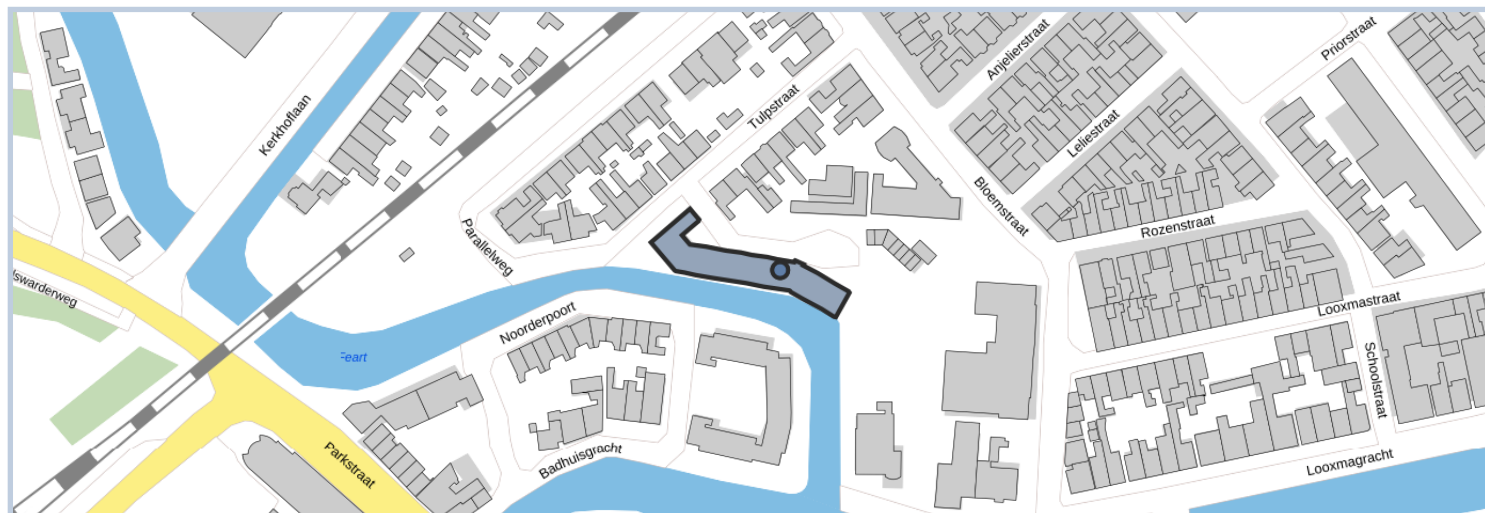 Priorstraat
Anjelierstraat
Tulpstraat
Kerkhoflaan
Leliestraat
Bloemstraat
Rozenstraat
Parallelweg
lswarderweg
Looxmastraat
Noorderpoort
Feart
Schoolstraat
Parkstraat
Badhuisgracht
Looxmagracht